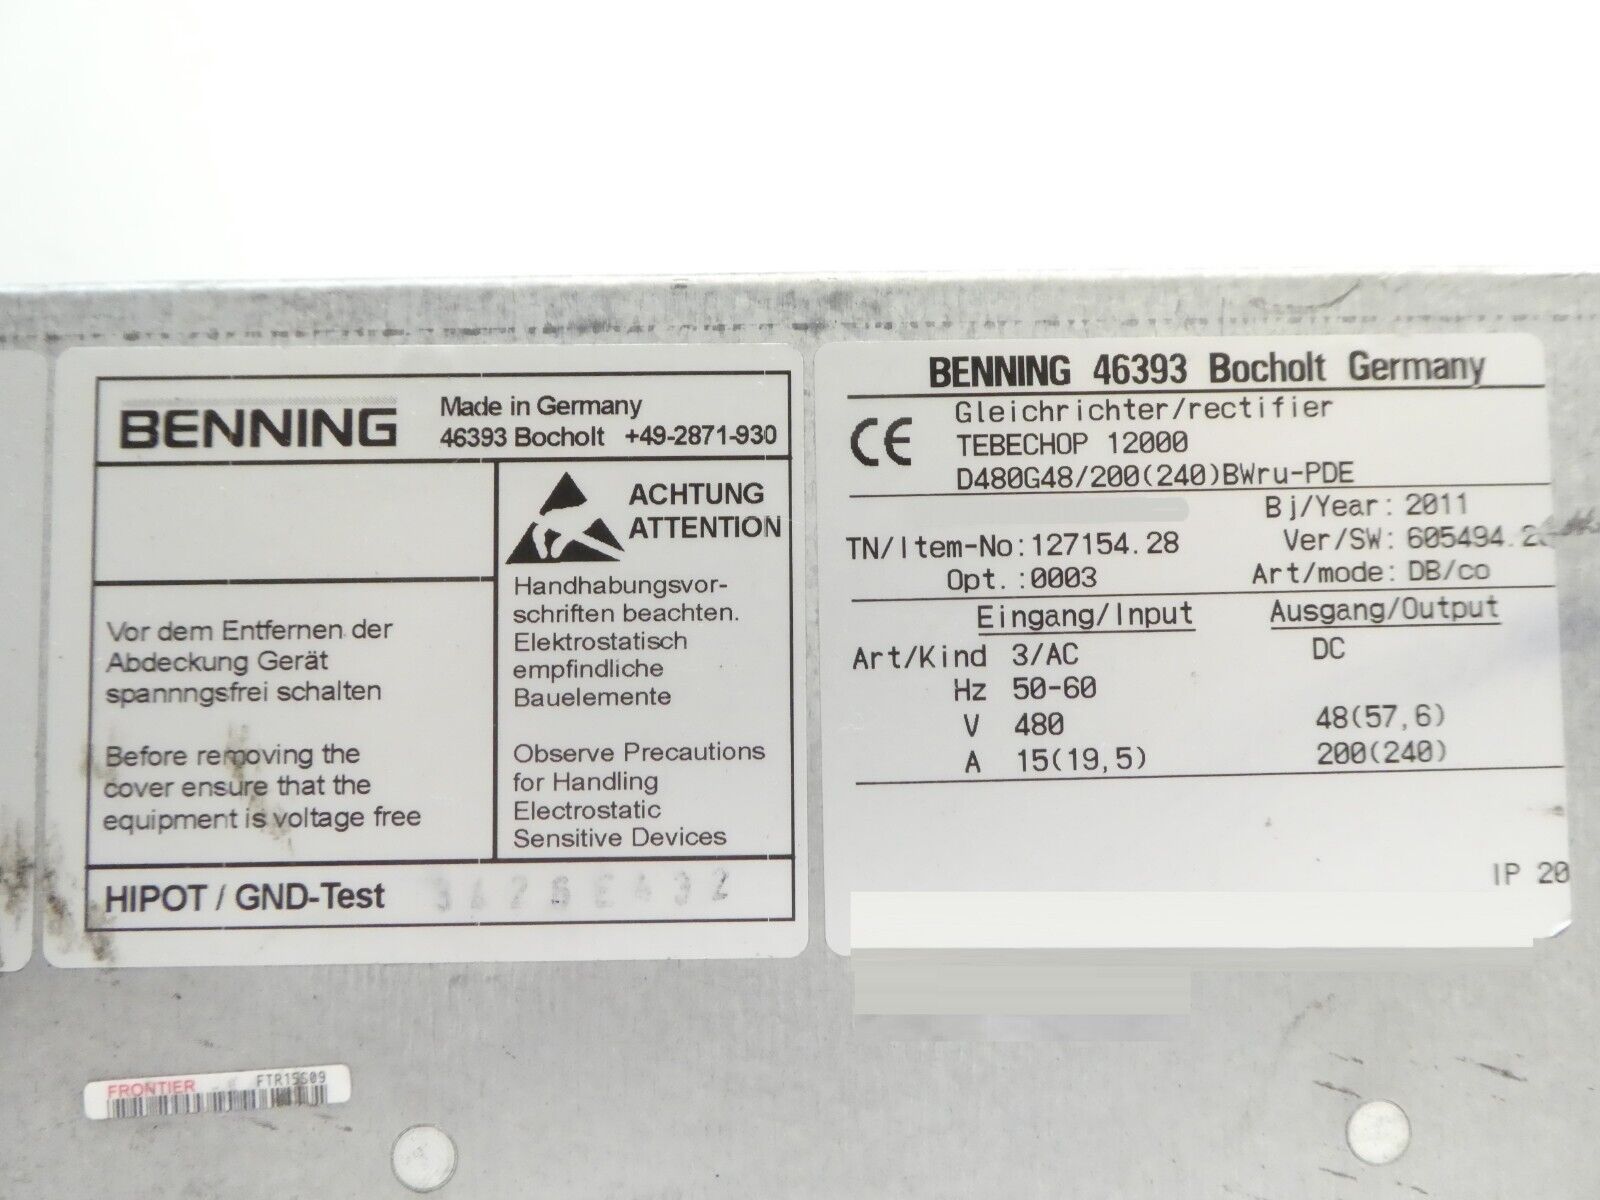 BENNING
Made in Germany
46393 Bocholt +49-2871-930
ACHTUNG
ATTENTION
Vor dem Entfernen der
Abdeckung Gerät
spannngsfrei schalten
Before removing the
cover ensure that the
equipment is voltage free
Handhabungsvor-
schriften beachten.
Elektrostatisch
empfindliche
Bauelemente
Observe Precautions
for Handling
Electrostatic
Sensitive Devices
HIPOT / GND-Test
BENNING 46393 Bocholt Germany
CE
Gleichrichter/rectifier
TEBECHOP 12000
D480G48/200(240)BWru-PDE
Bj/Year: 2011
TN/Item-No:127154.28
Ver/SW:
Opt.:0003
Art/mode: DB/co
Eingang/Input Ausgang/Output
Art/Kind 3/AC DC
Hz 50-60
V 480 48(57,6)
A 15(19,5) 200(240)
IP 20
FRONTIER FTR15609